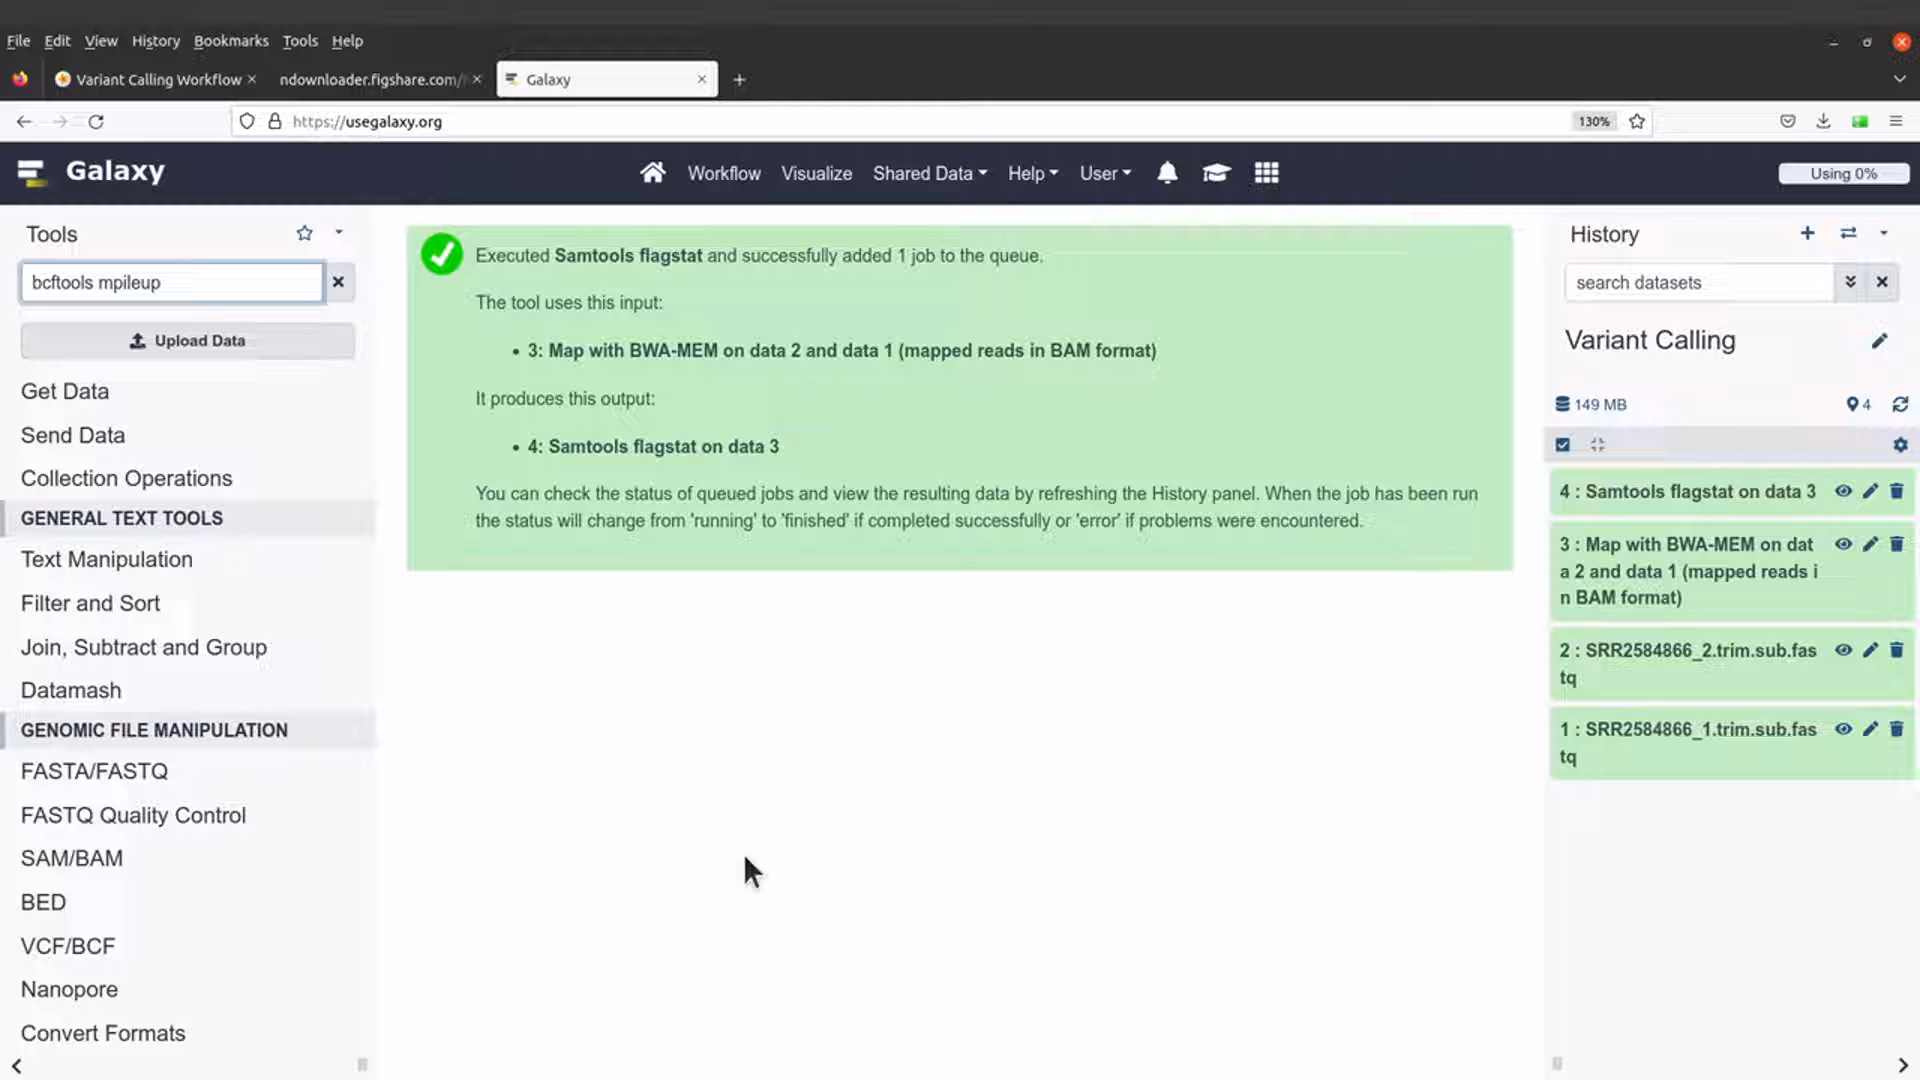 File Edit View History Bookmarks Tools Help
Variant Calling Workflow
ndownloader.figshare.com/
Galaxy
https://usegalaxy.org
130%
Galaxy
Workflow Visualize Shared Data Help User
Using 0%
Tools
bcftools mpileup
Upload Data
Get Data
Send Data
Collection Operations
GENERAL TEXT TOOLS
Text Manipulation
Filter and Sort
Join, Subtract and Group
Datamash
GENOMIC FILE MANIPULATION
FASTA/FASTQ
FASTQ Quality Control
SAM/BAM
BED
VCF/BCF
Nanopore
Convert Formats
Executed Samtools flagstat and successfully added 1 job to the queue.
The tool uses this input:
• 3: Map with BWA-MEM on data 2 and data 1 (mapped reads in BAM format)
It produces this output:
• 4: Samtools flagstat on data 3
You can check the status of queued jobs and view the resulting data by refreshing the History panel. When the job has been run
the status will change from 'running' to 'finished' if completed successfully or 'error' if problems were encountered.
History
search datasets
Variant Calling
149 MB
4
4 : Samtools flagstat on data 3
3 : Map with BWA-MEM on dat
a 2 and data 1 (mapped reads i
n BAM format)
2 : SRR2584866_2.trim.sub.fas
tq
1 : SRR2584866_1.trim.sub.fas
tq